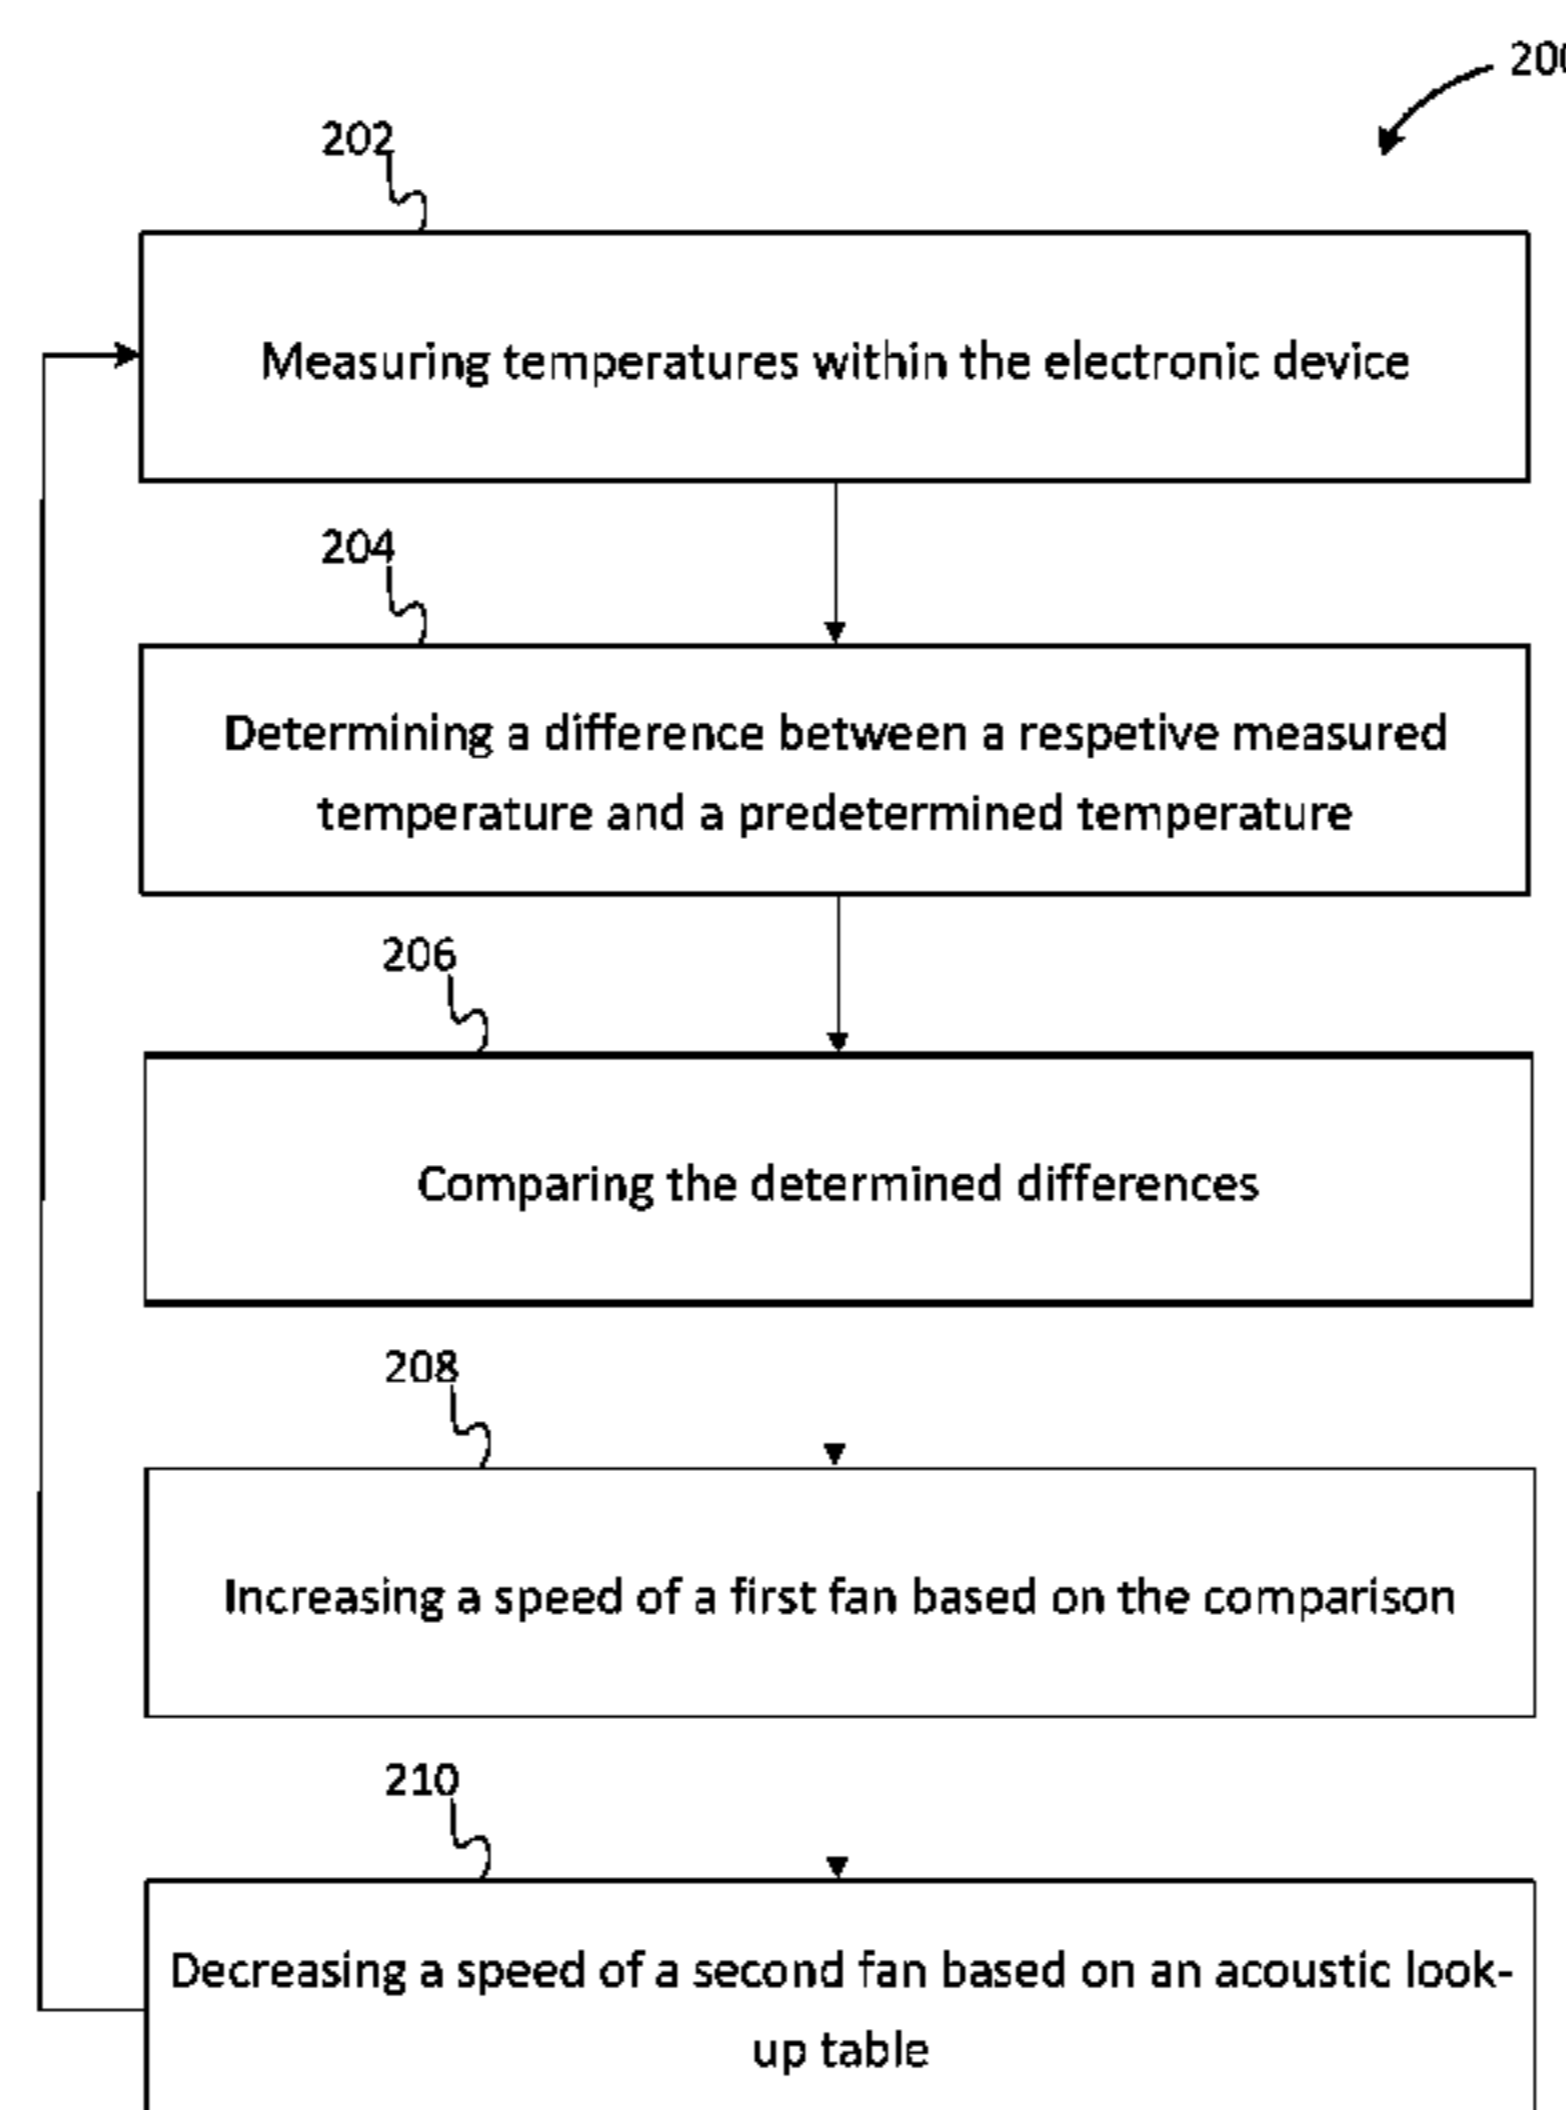 200
202
Measuring temperatures within the electronic device
204
Determining a difference between a respetive measured
temperature and a predetermined temperature
206
Comparing the determined differences
208
Increasing a speed of a first fan based on the comparison
210
Decreasing a speed of a second fan based on an acoustic look-
up table